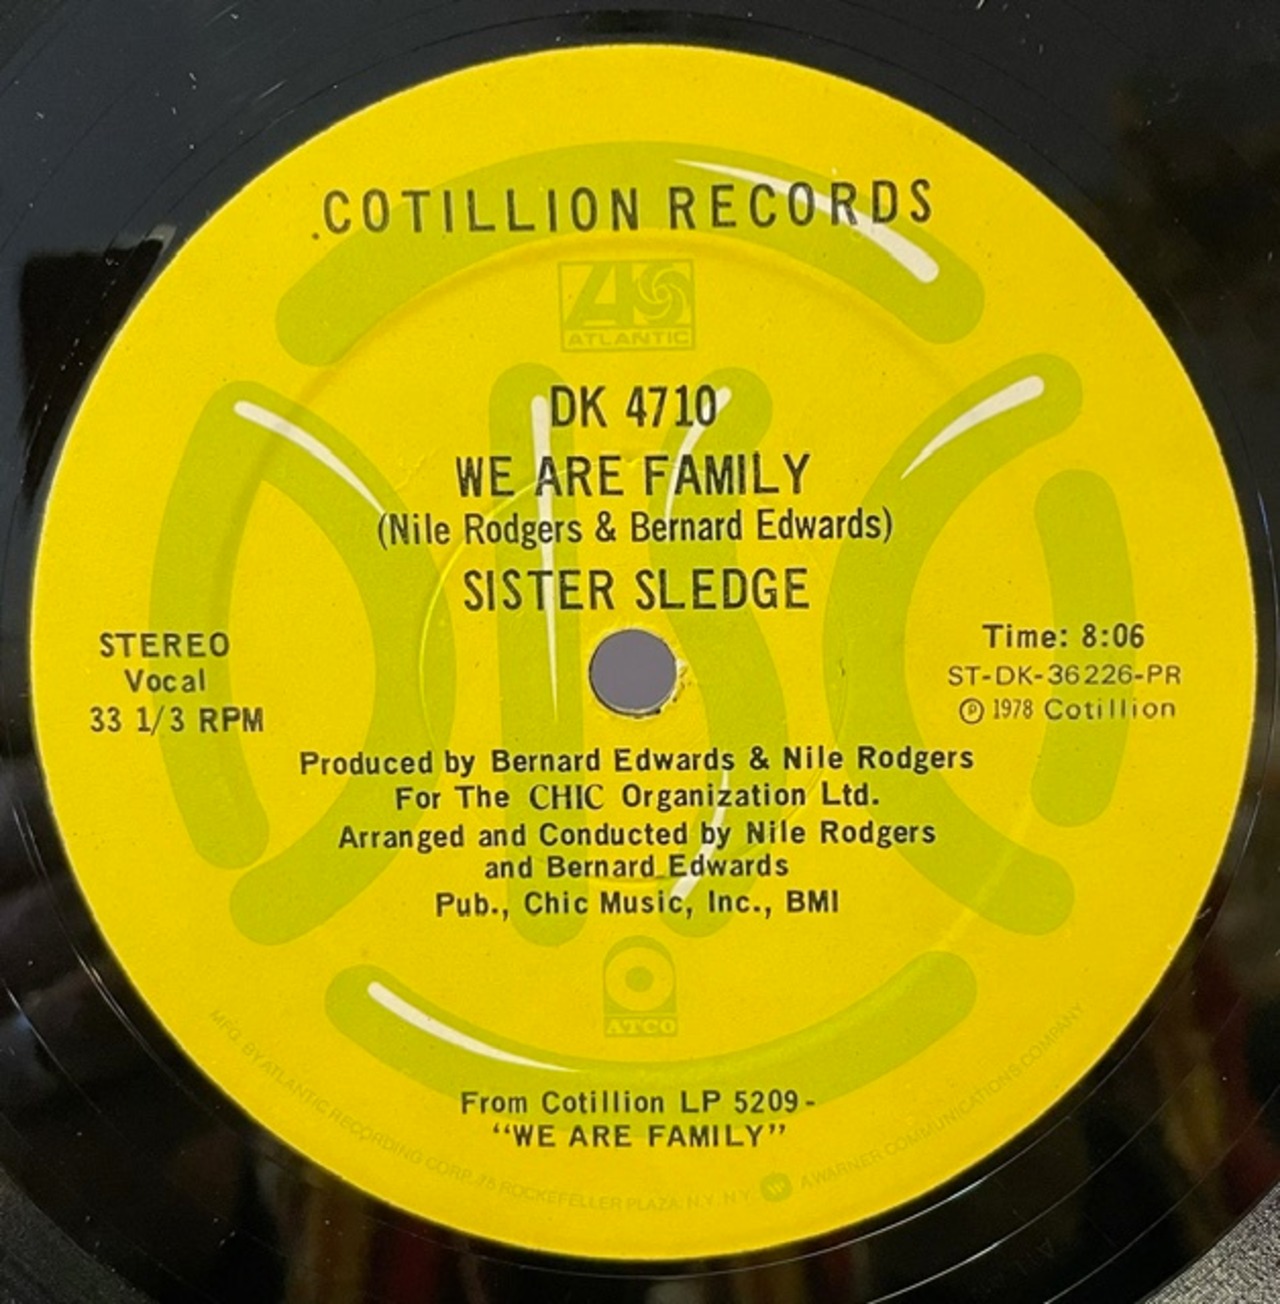 COTILLION RECORDS
ATLANTIC
DK 4710
WE ARE FAMILY
(Nile Rodgers & Bernard Edwards)
SISTER SLEDGE
STEREO
Vocal
33 1/3 RPM
Time: 8:06
ST-DK-36226-PR
℗ 1978 Cotillion
Produced by Bernard Edwards & Nile Rodgers
For The CHIC Organization Ltd.
Arranged and Conducted by Nile Rodgers
and Bernard Edwards
Pub., Chic Music, Inc., BMI
ATCO
From Cotillion LP 5209-
“WE ARE FAMILY”
MFG. BY ATLANTIC RECORDING CORP. 75 ROCKEFELLER PLAZA, N.Y. N.Y. A WARNER COMMUNICATIONS COMPANY
DISCO